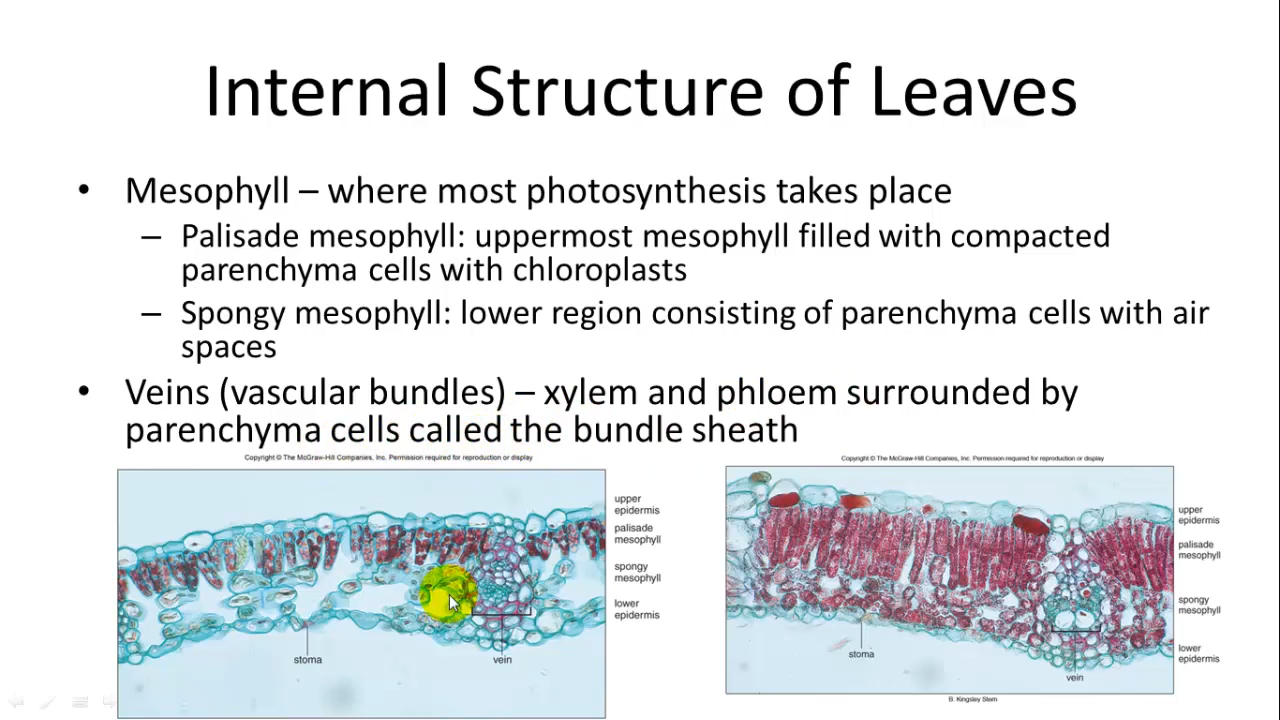 Internal Structure of Leaves
• Mesophyll – where most photosynthesis takes place
– Palisade mesophyll: uppermost mesophyll filled with compacted
parenchyma cells with chloroplasts
– Spongy mesophyll: lower region consisting of parenchyma cells with air
spaces
• Veins (vascular bundles) – xylem and phloem surrounded by
parenchyma cells called the bundle sheath
Copyright © The McGraw-Hill Companies, Inc. Permission required for reproduction or display
upper
epidermis
palisade
mesophyll
spongy
mesophyll
lower
epidermis
stoma
vein
Copyright © The McGraw-Hill Companies, Inc. Permission required for reproduction or display
upper
epidermis
palisade
mesophyll
spongy
mesophyll
lower
epidermis
stoma
vein
B. Kingsley Stern